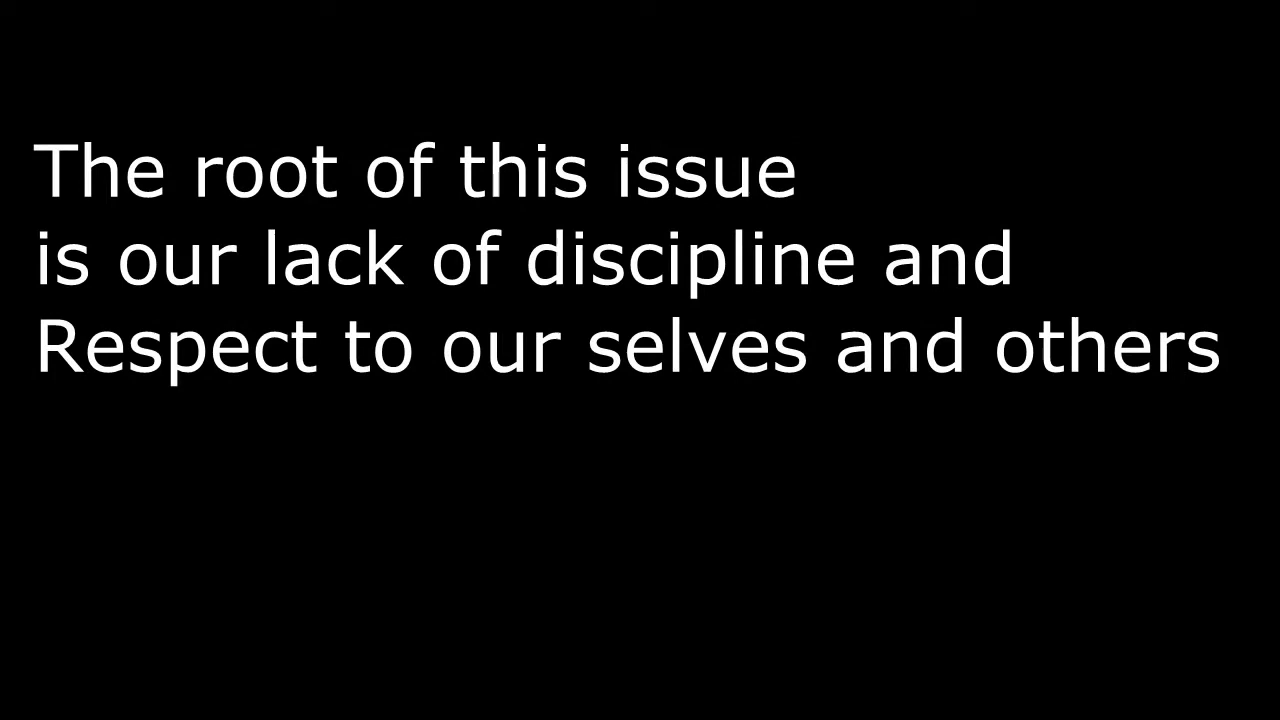 The root of this issue
is our lack of discipline and
Respect to our selves and others